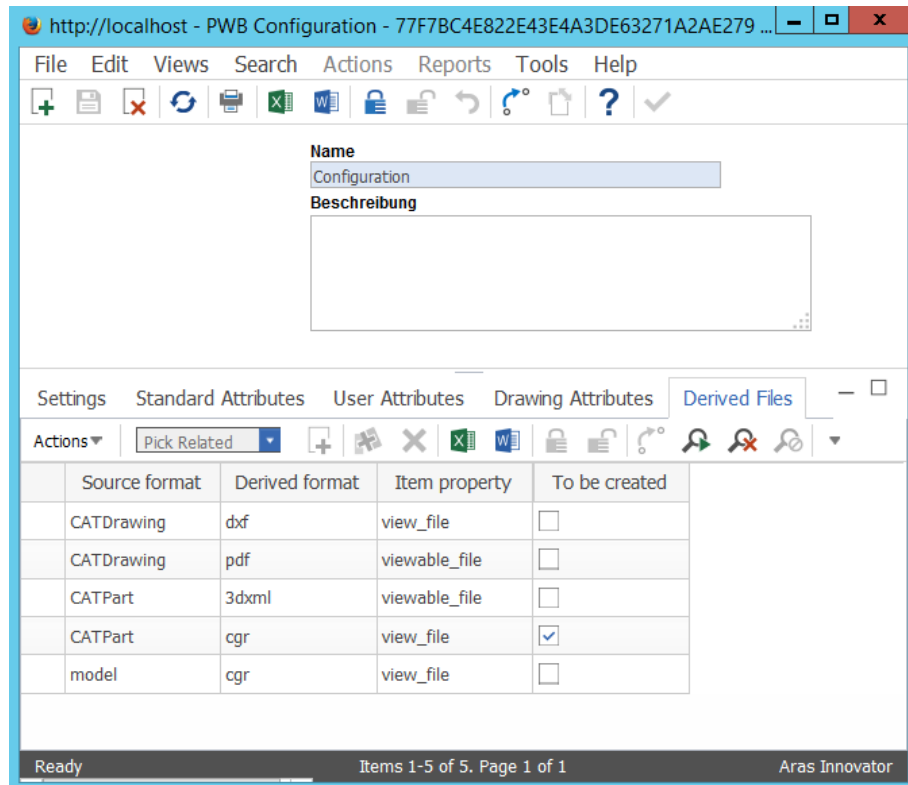 http://localhost - PWB Configuration - 77F7BC4E822E43E4A3DE63271A2AE279 ...
File Edit Views Search Actions Reports Tools Help
Name
Configuration
Beschreibung
Settings Standard Attributes User Attributes Drawing Attributes Derived Files
Actions Pick Related
Source format Derived format Item property To be created
CATDrawing dxf view_file
CATDrawing pdf viewable_file
CATPart 3dxml viewable_file
CATPart cgr view_file
model cgr view_file
Ready Items 1-5 of 5. Page 1 of 1 Aras Innovator